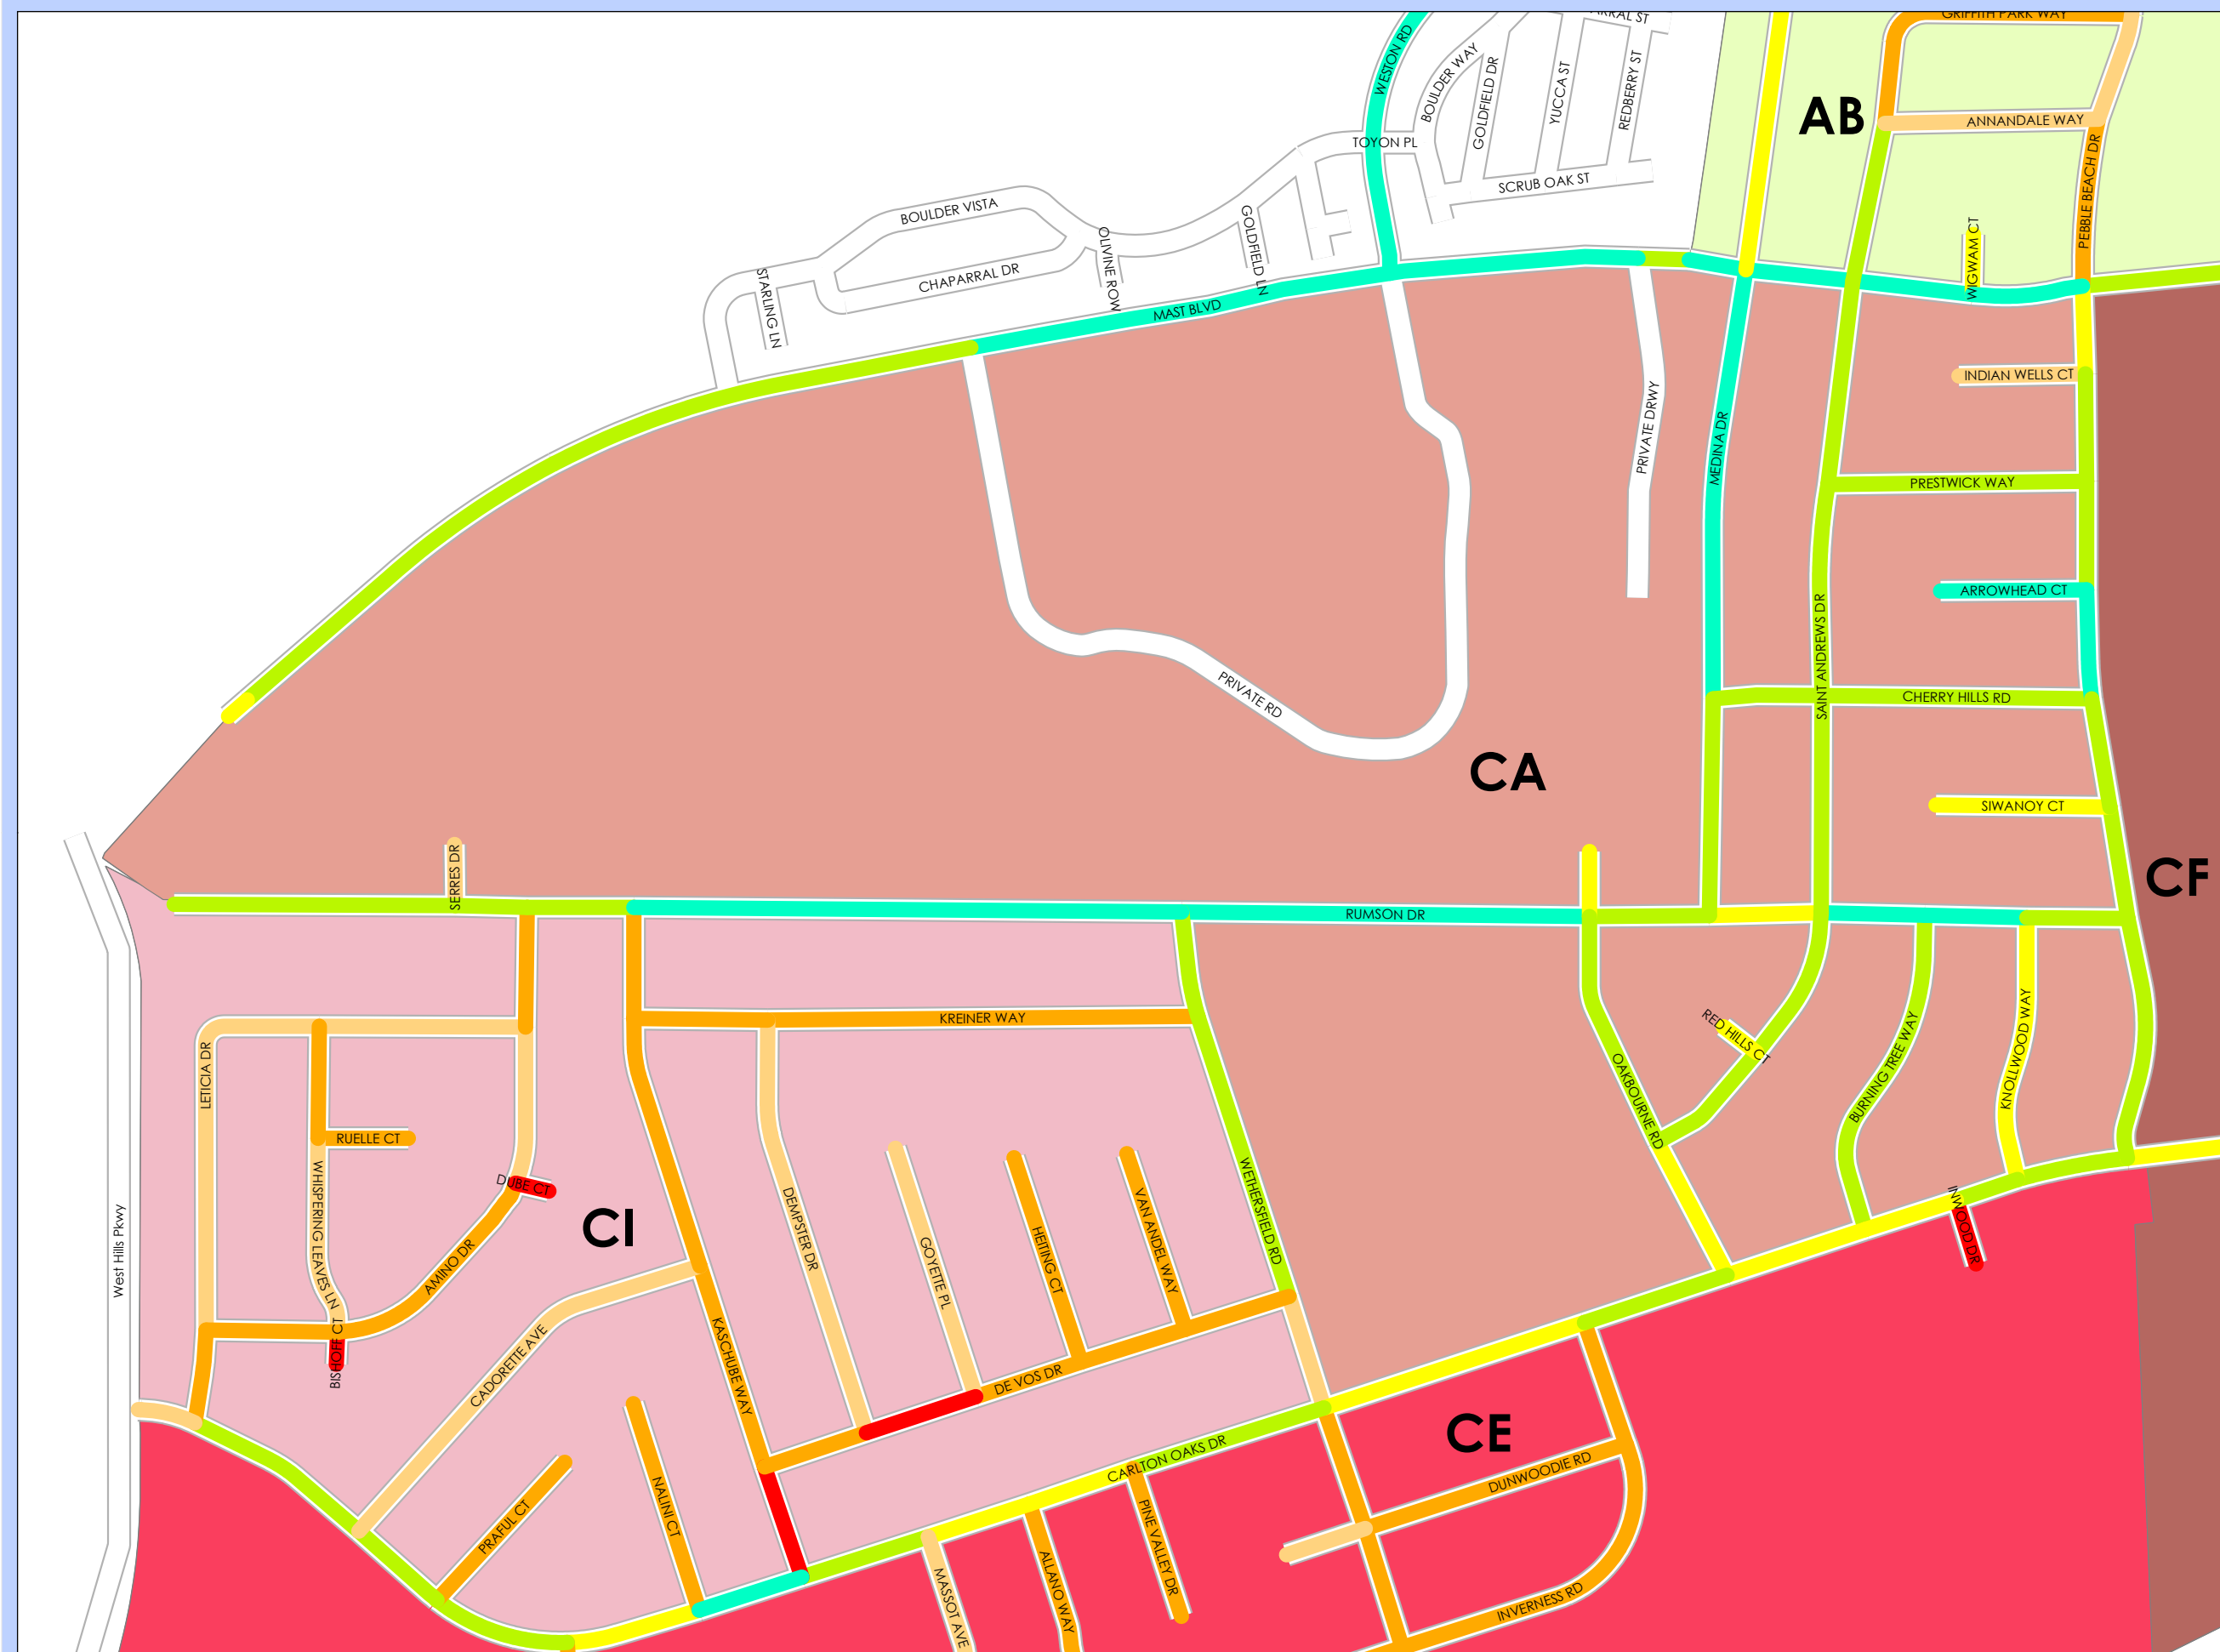 GRIFFITH PARK WAY
WESTON RD
BOULDER WAY
GOLDFIELD DR
YUCCA ST
REDBERRY ST
AB
ANNANDALE WAY
TOYON PL
PEBBLE BEACH DR
SCRUB OAK ST
BOULDER VISTA
OLIVINE ROW
GOLDFIELD LN
WIGWAM CT
STARLING LN
CHAPARRAL DR
MAST BLVD
INDIAN WELLS CT
PRIVATE DRWY
MEDINA DR
PRESTWICK WAY
ARROWHEAD CT
SAINT ANDREWS DR
PRIVATE RD
CHERRY HILLS RD
CA
SIWANOY CT
CF
SERRES DR
RUMSON DR
KREINER WAY
RED HILLS CT
LETICIA DR
OAKBOURNE RD
BURNING TREE WAY
KNOLLWOOD WAY
RUELLE CT
WHISPERING LEAVES LN
DUBE CT
CI
DEMPSTER DR
GOYETTE PL
HEITING CT
VAN ANDEL WAY
WETHERSFIELD RD
INWOOD DR
West Hills Pkwy
AMINO DR
BISHOFF CT
CADORETTE AVE
KASCHUBE WAY
DE VOS DR
CE
CARLTON OAKS DR
DUNWOODIE RD
PRAFUL CT
NALINI CT
PINE VALLEY DR
MASSOT AVE
ALLANO WAY
INVERNESS RD